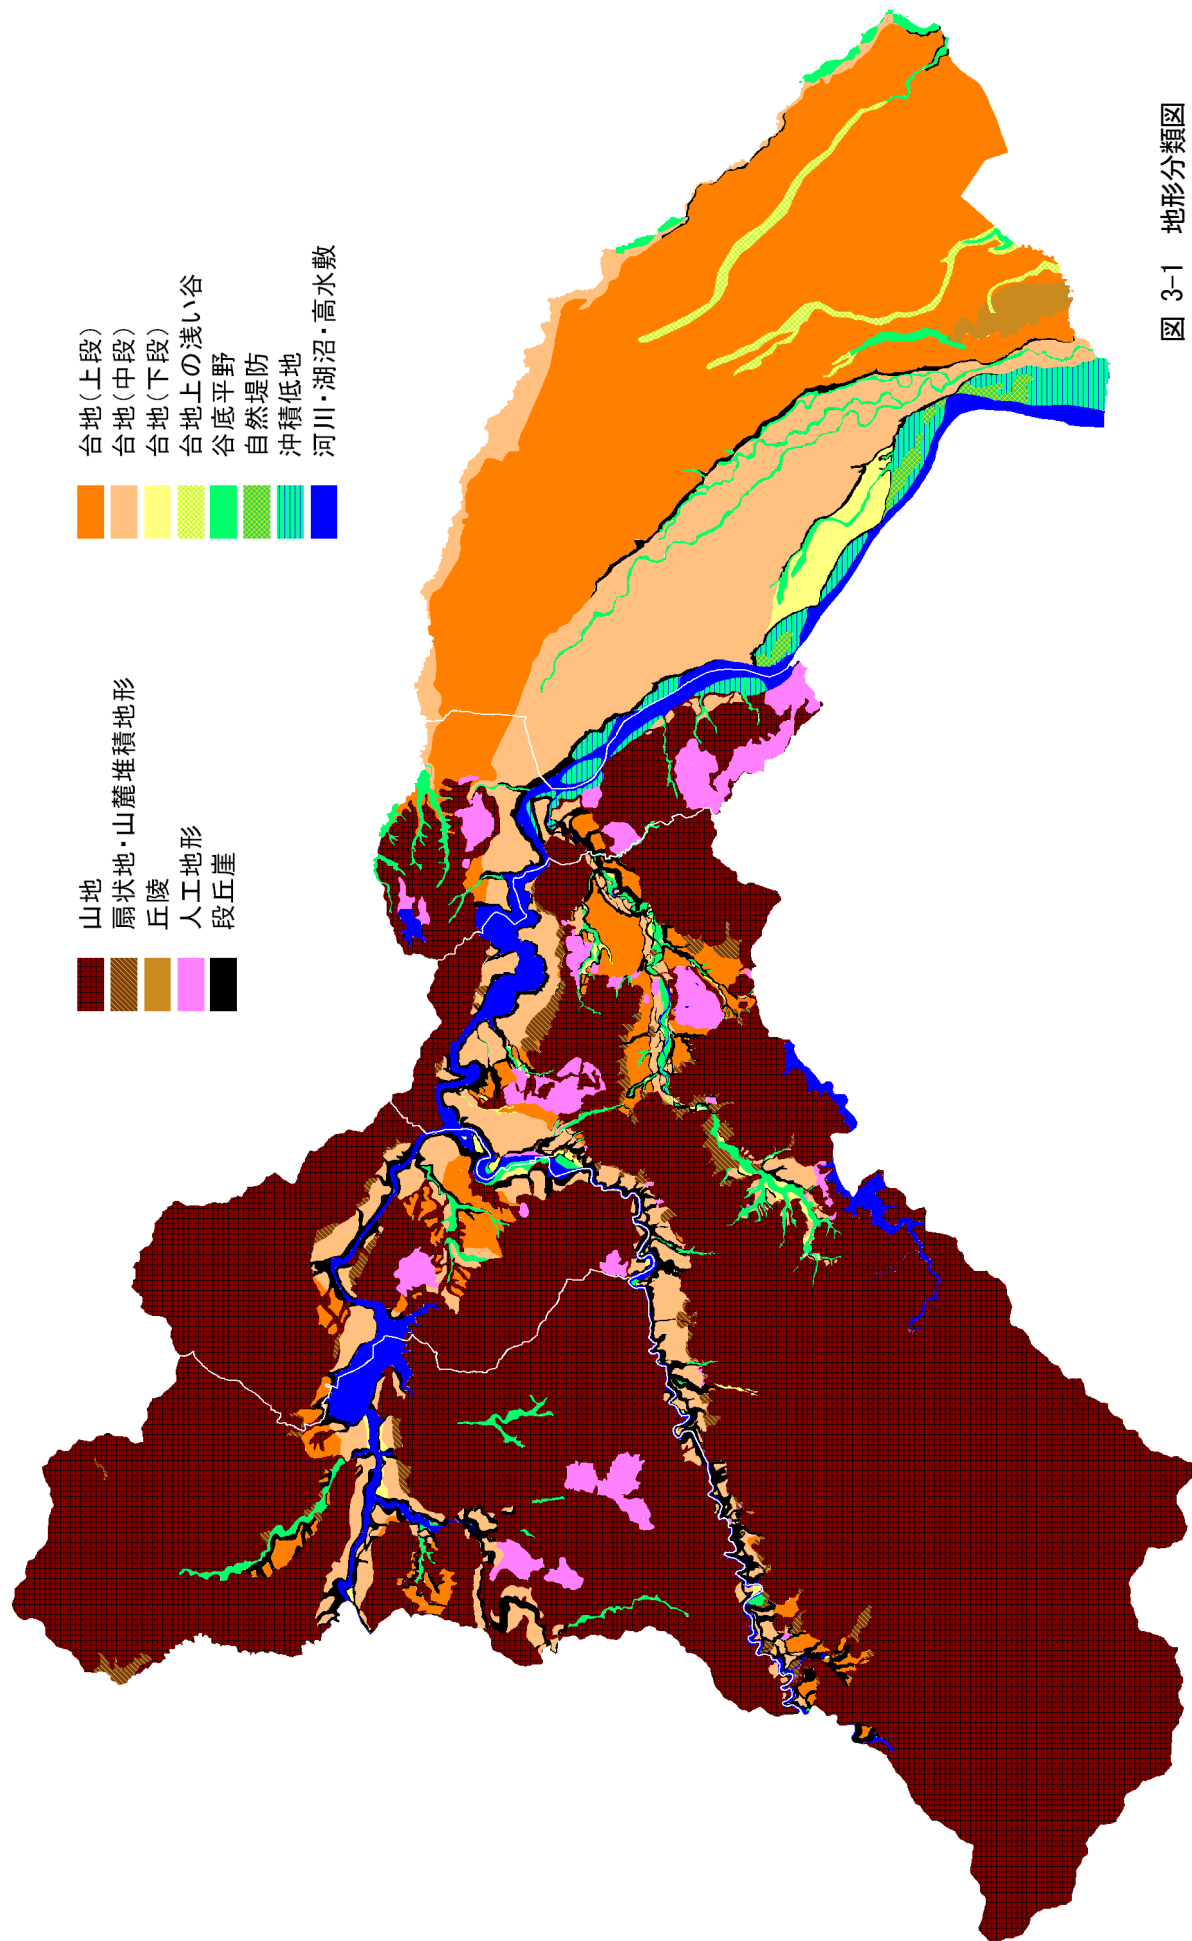 山地
扇状地・山麓堆積地形
丘陵
人工地形
段丘崖
台地(上段)
台地(中段)
台地(下段)
台地上の浅い谷
谷底平野
自然堤防
沖積低地
河川・湖沼・高水敷
図 3-1 地形分類図